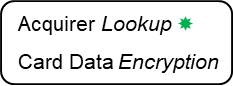 Acquirer Lookup ✷
Card Data Encryption